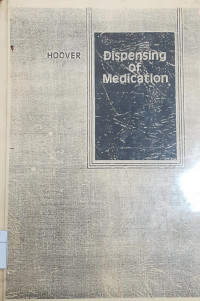 HOOVER
Dispensing
of
Medication